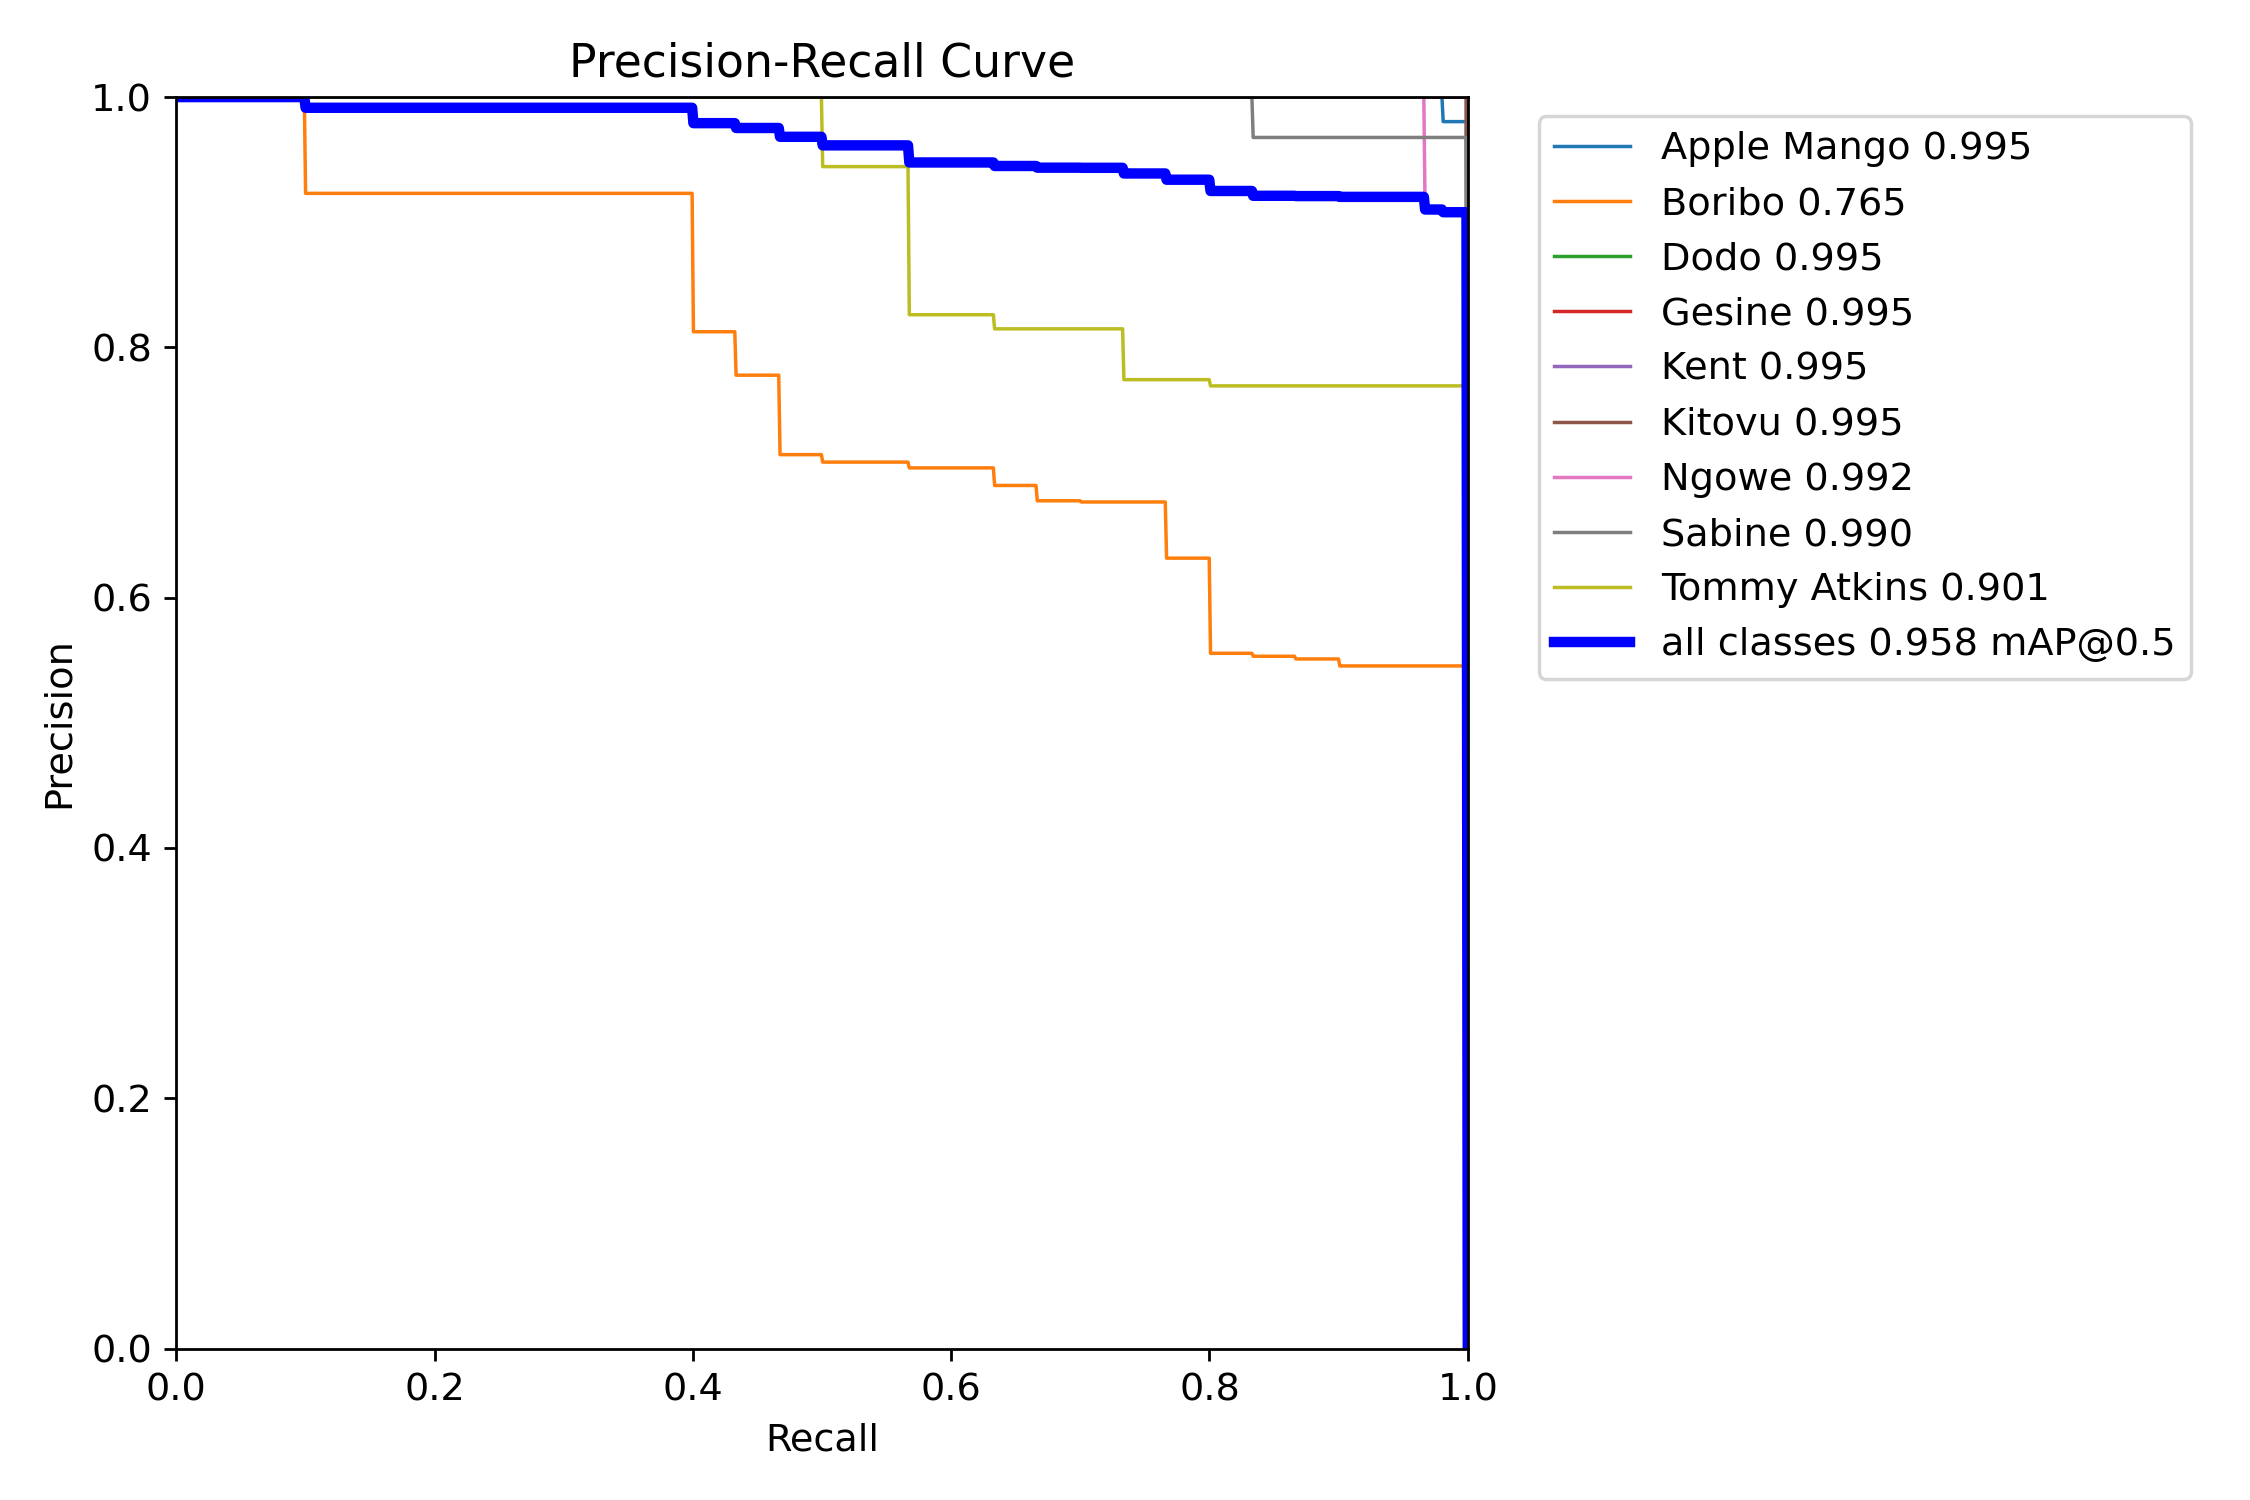 Precision-Recall Curve
1.0
0.8
0.6
0.4
0.2
0.0
Precision
0.0 0.2 0.4 0.6 0.8 1.0
Recall
Apple Mango 0.995
Boribo 0.765
Dodo 0.995
Gesine 0.995
Kent 0.995
Kitovu 0.995
Ngowe 0.992
Sabine 0.990
Tommy Atkins 0.901
all classes 0.958 mAP@0.5